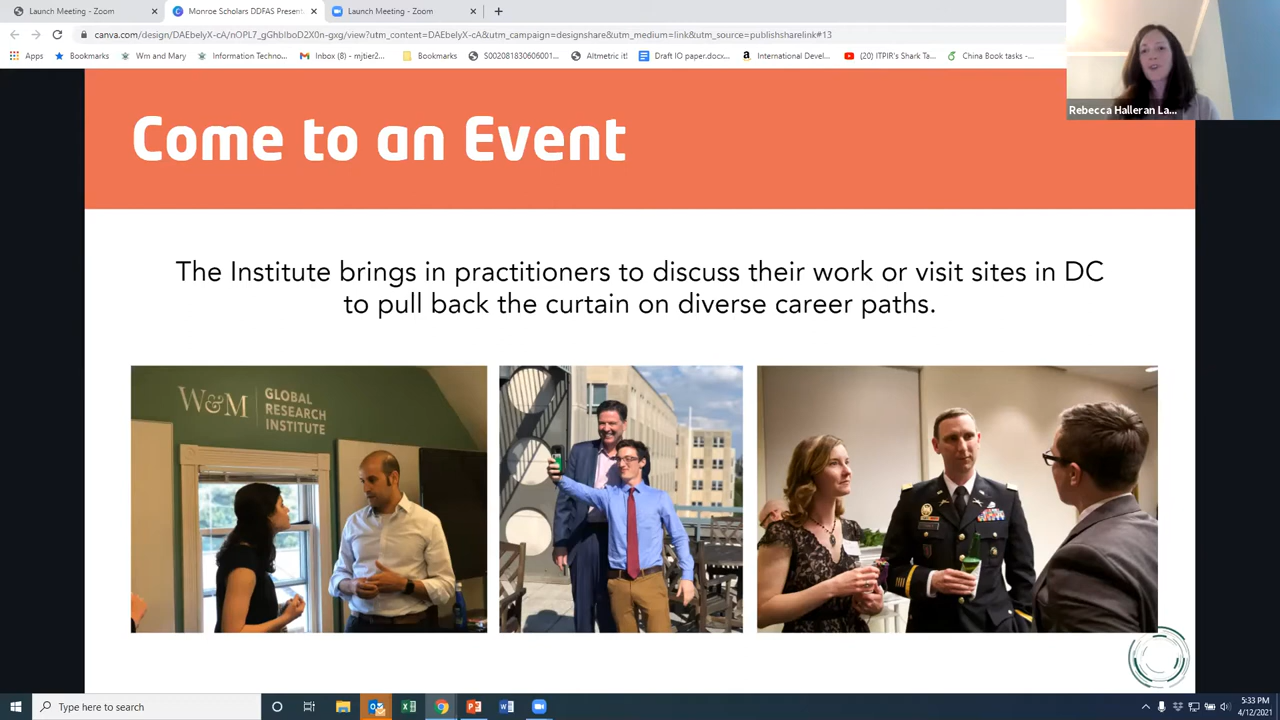 Launch Meeting - Zoom
Monroe Scholars DDFAS Present
Launch Meeting - Zoom
canva.com/design/DAEbelyX-cA/nOPL7_gGhbIboD2X0n-gxg/view?utm_content=DAEbelyX-cA&utm_campaign=designshare&utm_medium=link&utm_source=publishsharelink#13
Apps
Bookmarks
Wm and Mary
Information Techno...
Inbox (8) - mjtier2...
Bookmarks
S002081830606001...
Altmetric it!
Draft IO paper.docx...
International Devel...
(20) ITPIR's Shark Ta...
China Book tasks -...
Rebecca Halleran La...
Come to an Event
The Institute brings in practitioners to discuss their work or visit sites in DC
to pull back the curtain on diverse career paths.
W&M
GLOBAL
RESEARCH
INSTITUTE
Type here to search
5:33 PM
4/12/2021